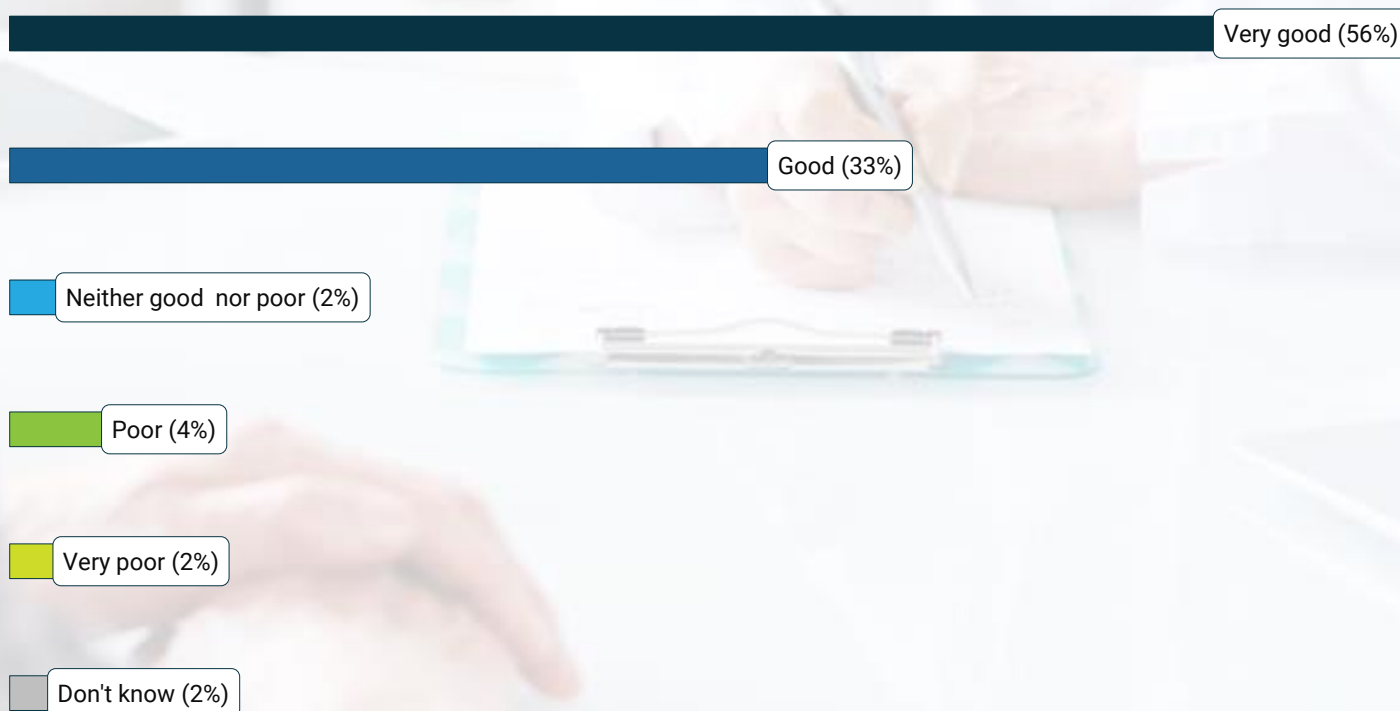 Very good (56%)
Good (33%)
Neither good  nor poor (2%)
Poor (4%)
Very poor (2%)
Don't know (2%)